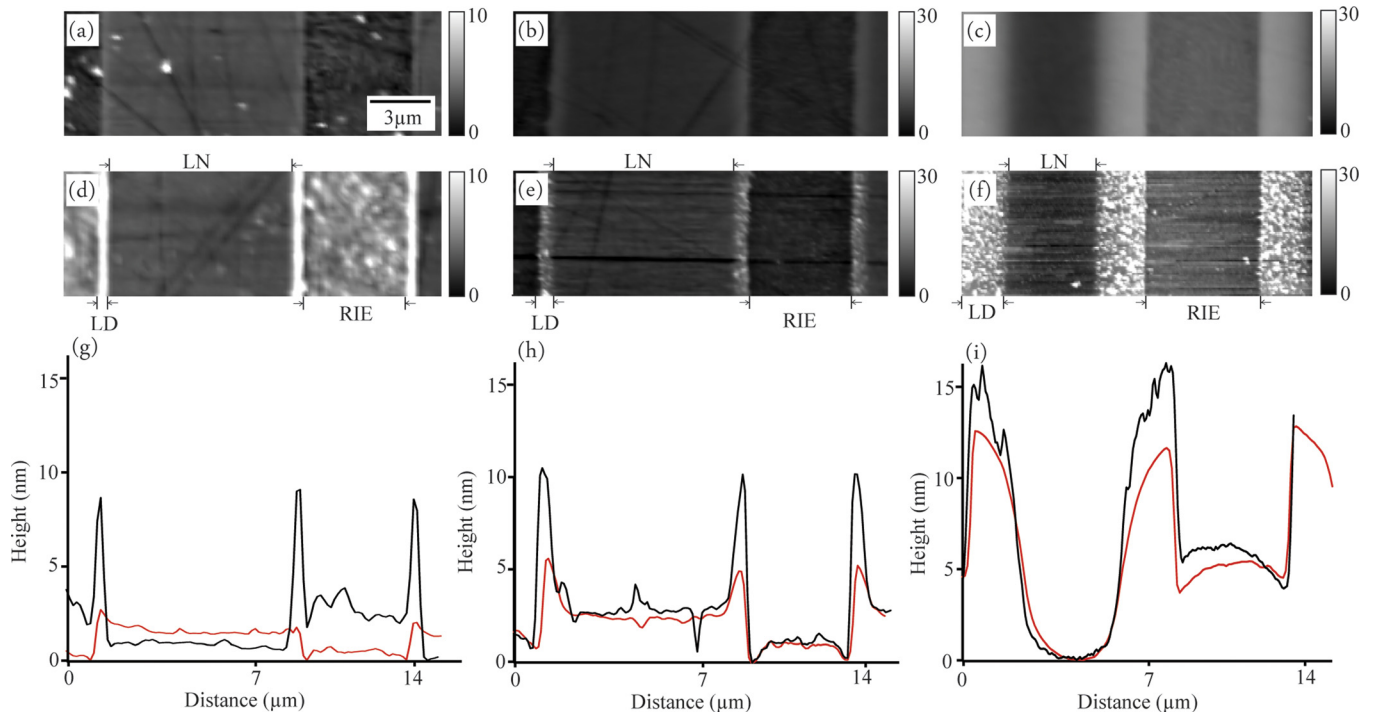 (a)
10
0
3µm
(b)
30
0
(c)
30
0
(d)
LN
10
0
LD
RIE
(e)
LN
30
0
LD
RIE
(f)
LN
30
0
LD
RIE
(g)
15
10
5
0
Height (nm)
0
7
14
Distance (µm)
(h)
15
10
5
0
Height (nm)
0
7
14
Distance (µm)
(i)
15
10
5
0
Height (nm)
0
7
14
Distance (µm)